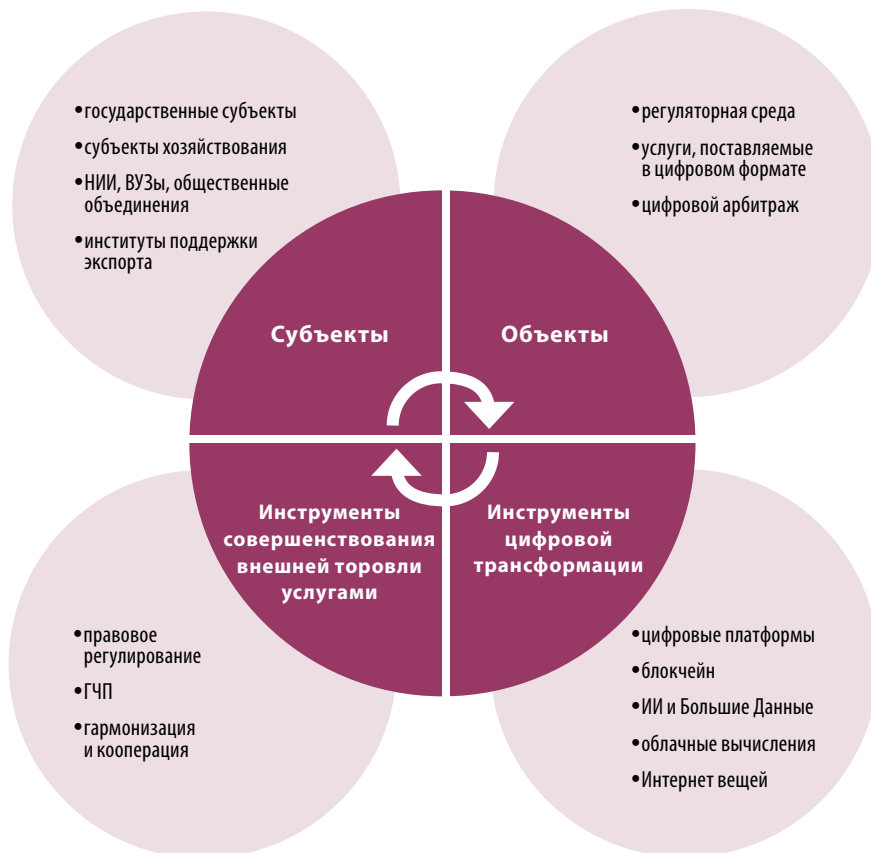 •государственные субъекты
•субъекты хозяйствования
•НИИ, ВУЗы, общественные
объединения
•институты поддержки
экспорта
•регуляторная среда
•услуги, поставляемые
в цифровом формате
•цифровой арбитраж
Субъекты
Объекты
Инструменты
совершенствования
внешней торовли
услугами
Инструменты
цифровой
трансформации
•правовое
регулирование
•ГЧП
•гармонизация
и кооперация
•цифровые платформы
•блокчейн
•ИИ и Большие Данные
•облачные вычисления
•Интернет вещей